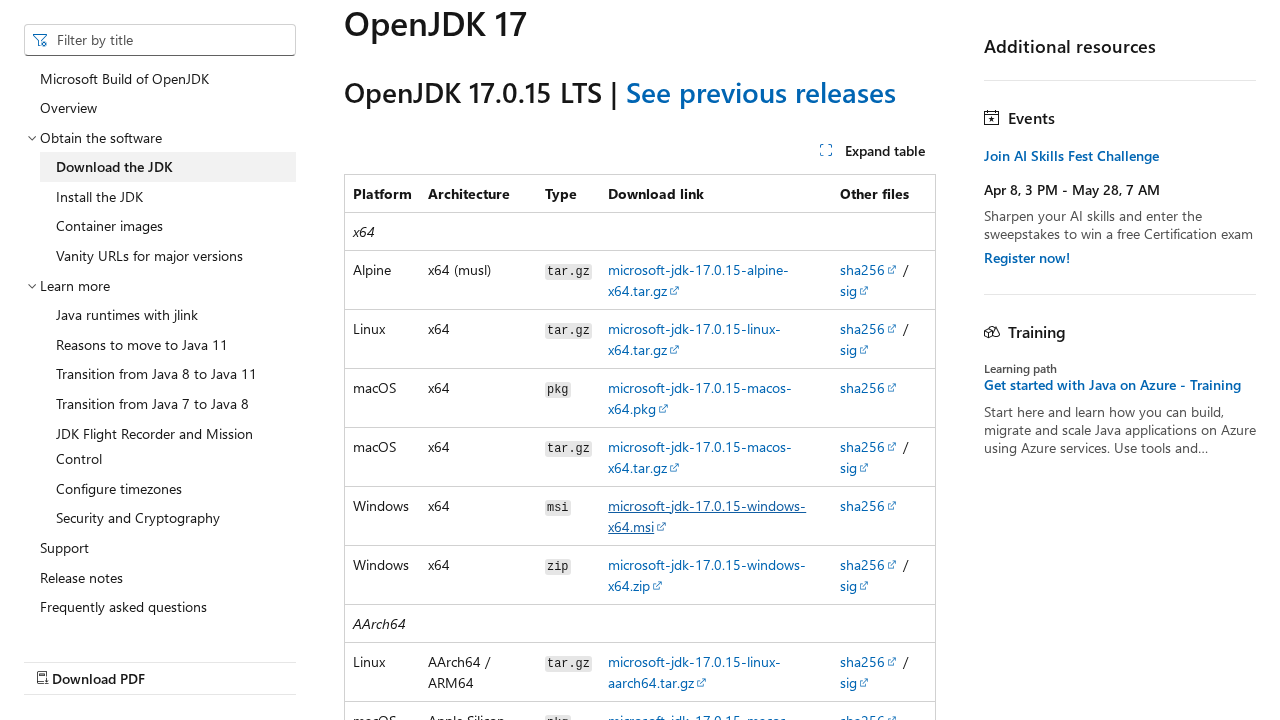 Filter by title
Microsoft Build of OpenJDK
Overview
Obtain the software
Download the JDK
Install the JDK
Container images
Vanity URLs for major versions
Learn more
Java runtimes with jlink
Reasons to move to Java 11
Transition from Java 8 to Java 11
Transition from Java 7 to Java 8
JDK Flight Recorder and Mission
Control
Configure timezones
Security and Cryptography
Support
Release notes
Frequently asked questions
Download PDF
OpenJDK 17
OpenJDK 17.0.15 LTS | See previous releases
Expand table
Platform Architecture Type Download link Other files
x64
Alpine x64 (musl) tar.gz microsoft-jdk-17.0.15-alpine- sha256 /
x64.tar.gz sig
Linux x64 tar.gz microsoft-jdk-17.0.15-linux- sha256 /
x64.tar.gz sig
macOS x64 pkg microsoft-jdk-17.0.15-macos- sha256
x64.pkg
macOS x64 tar.gz microsoft-jdk-17.0.15-macos- sha256 /
x64.tar.gz sig
Windows x64 msi microsoft-jdk-17.0.15-windows- sha256
x64.msi
Windows x64 zip microsoft-jdk-17.0.15-windows- sha256 /
x64.zip sig
AArch64
Linux AArch64 / tar.gz microsoft-jdk-17.0.15-linux- sha256 /
ARM64 aarch64.tar.gz sig
macOS Apple Silicon pkg microsoft-jdk-17.0.15-macos- sha256
Additional resources
Events
Join AI Skills Fest Challenge
Apr 8, 3 PM - May 28, 7 AM
Sharpen your AI skills and enter the
sweepstakes to win a free Certification exam
Register now!
Training
Learning path
Get started with Java on Azure - Training
Start here and learn how you can build,
migrate and scale Java applications on Azure
using Azure services. Use tools and…